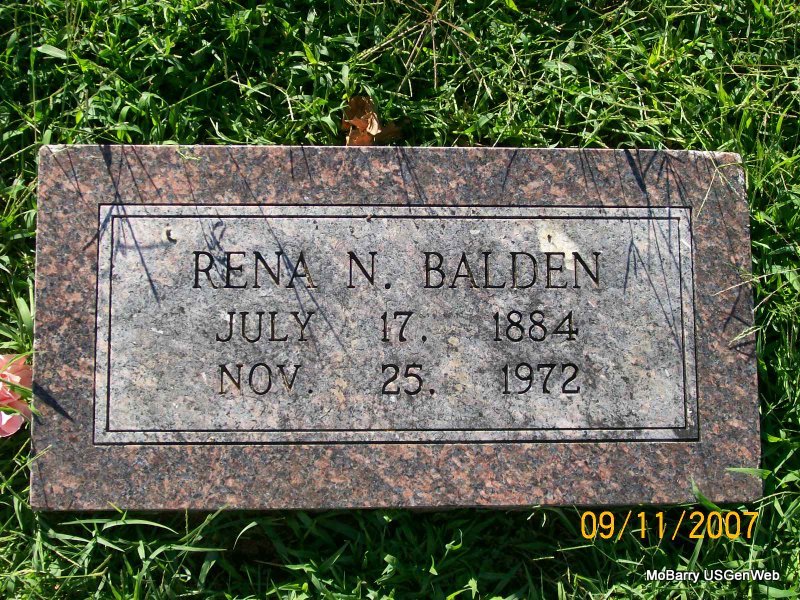 RENA N. BALDEN
JULY 17, 1884
NOV. 25, 1972
09/11/2007
MoBarry USGenWeb